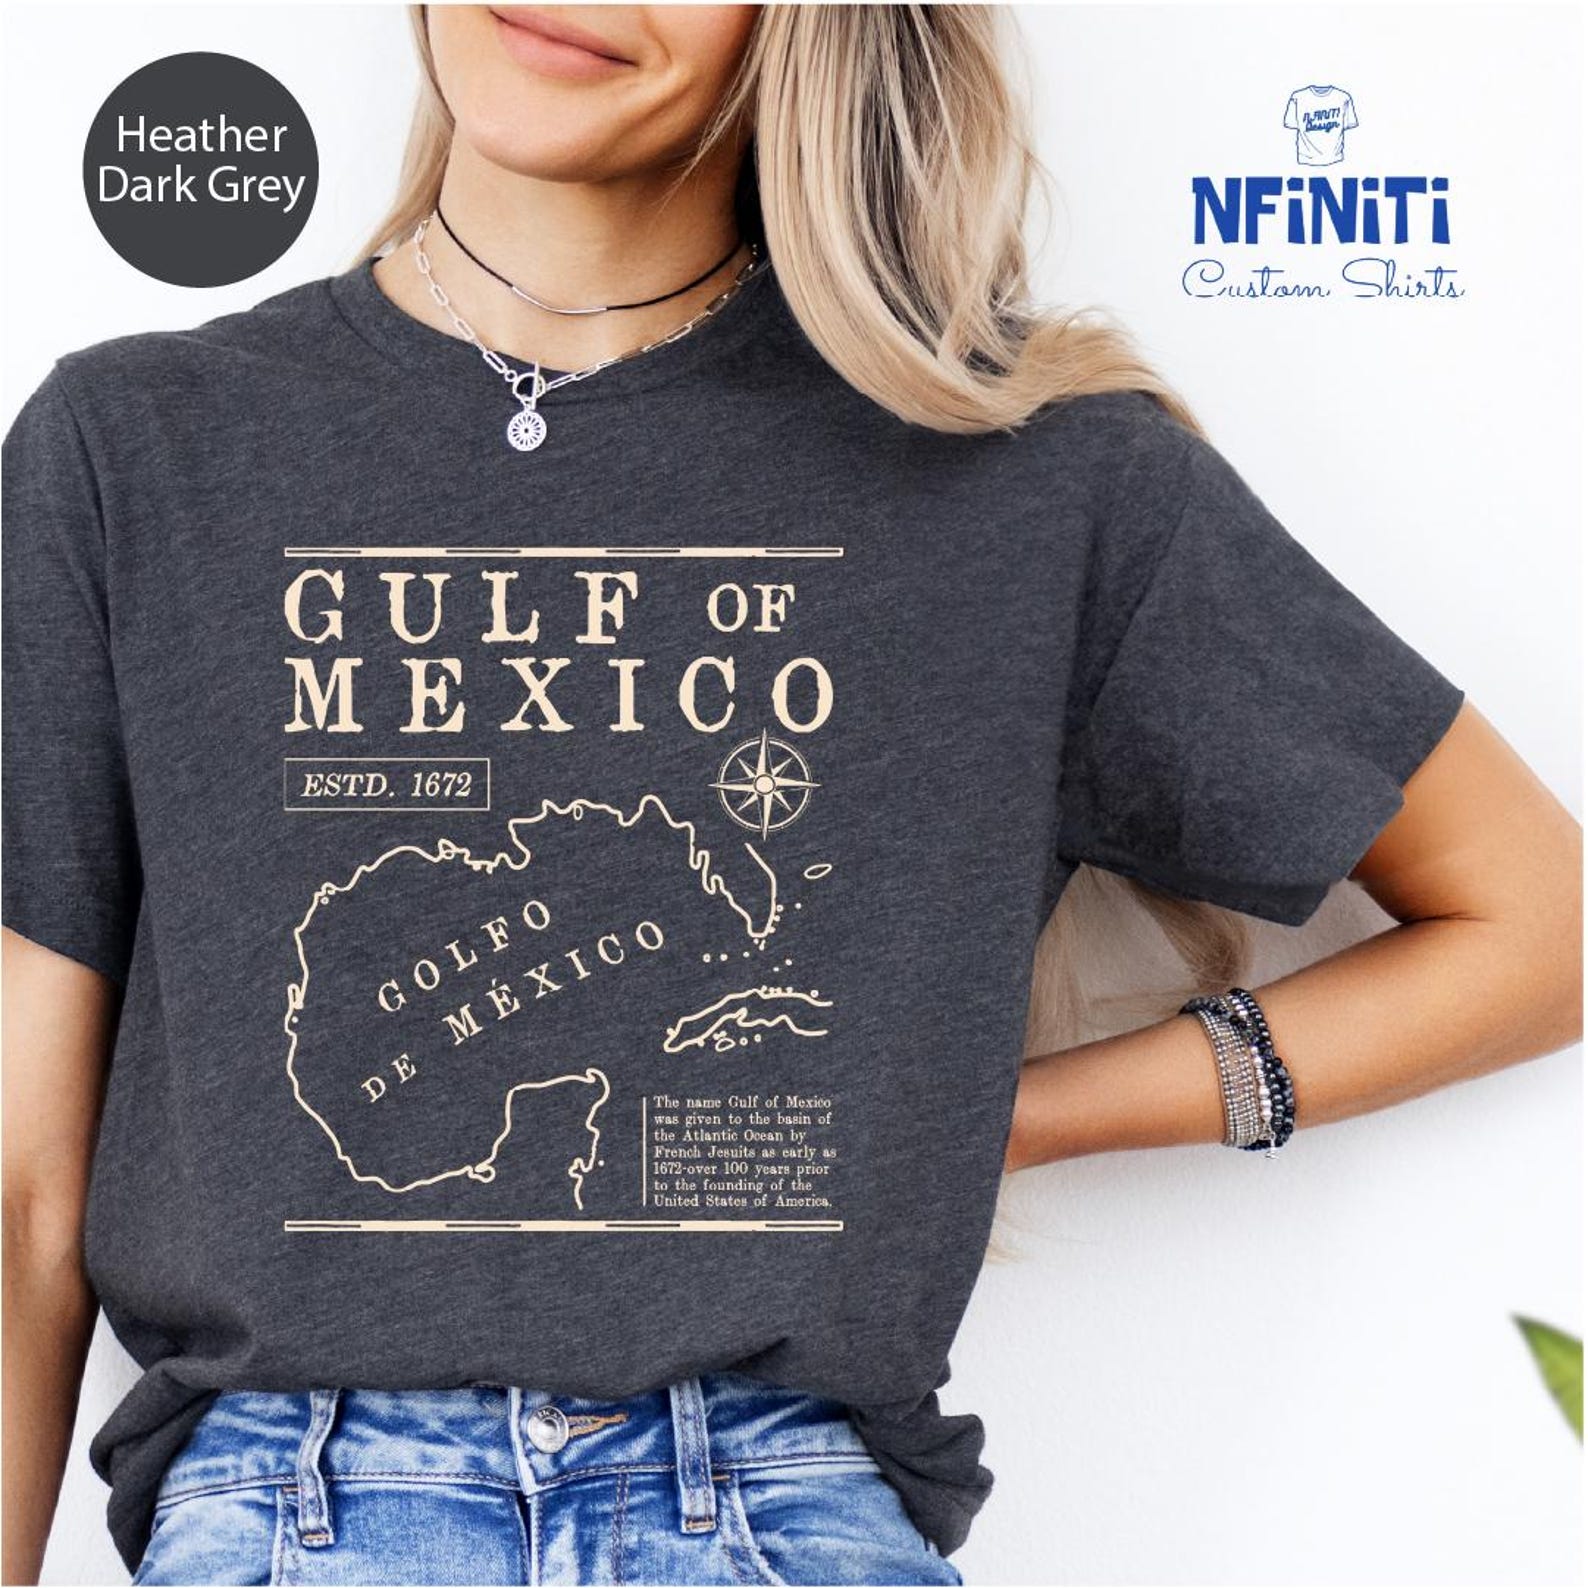 Heather
Dark Grey
NFiNiTi
Design
NFiNiTi
Custom Shirts
GULF OF
MEXICO
ESTD. 1672
GOLFO
DE MÉXICO
The name Gulf of Mexico
was given to the basin of
the Atlantic Ocean by
French Jesuits as early as
1672-over 100 years prior
to the founding of the
United States of America.